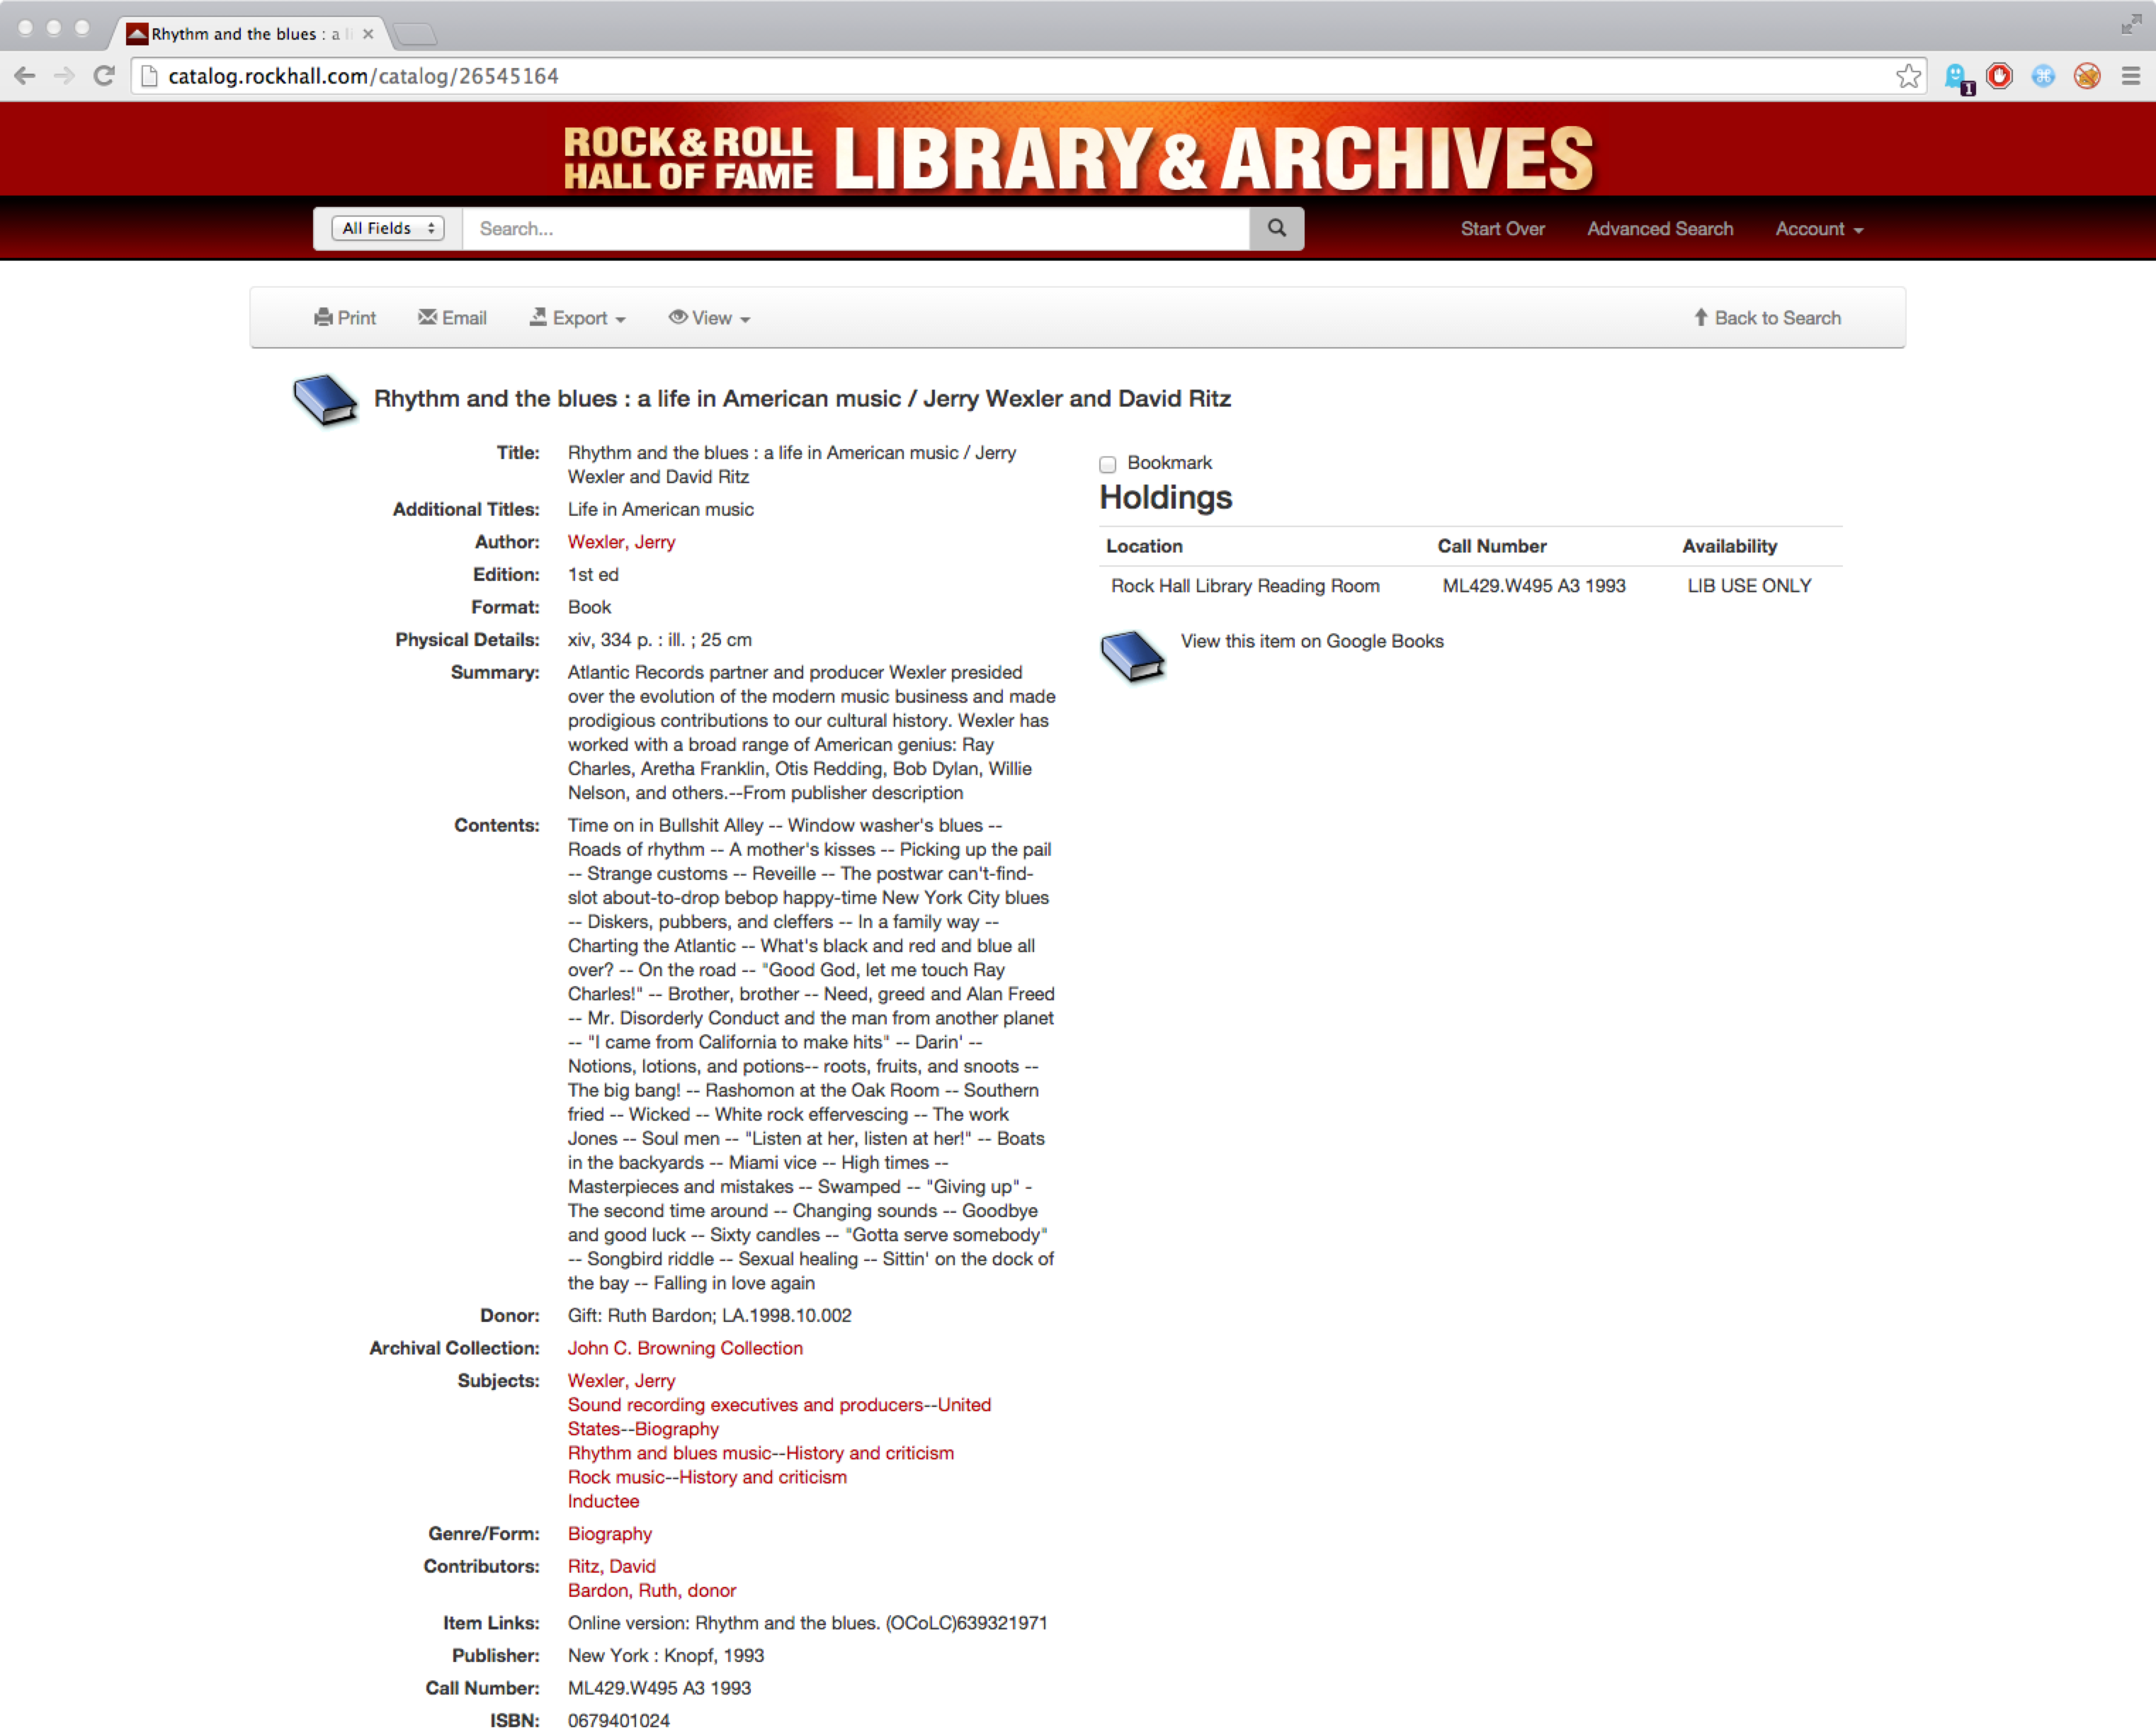 Rhythm and the blues : a li
catalog.rockhall.com/catalog/26545164
1
ROCK & ROLL
HALL OF FAME
LIBRARY & ARCHIVES
All Fields
Search...
Start Over
Advanced Search
Account
Print
Email
Export
View
Back to Search
Rhythm and the blues : a life in American music / Jerry Wexler and David Ritz
Title: Rhythm and the blues : a life in American music / Jerry
Wexler and David Ritz
Additional Titles: Life in American music
Author: Wexler, Jerry
Edition: 1st ed
Format: Book
Physical Details: xiv, 334 p. : ill. ; 25 cm
Summary: Atlantic Records partner and producer Wexler presided
over the evolution of the modern music business and made
prodigious contributions to our cultural history. Wexler has
worked with a broad range of American genius: Ray
Charles, Aretha Franklin, Otis Redding, Bob Dylan, Willie
Nelson, and others.--From publisher description
Contents: Time on in Bullshit Alley -- Window washer's blues --
Roads of rhythm -- A mother's kisses -- Picking up the pail
-- Strange customs -- Reveille -- The postwar can't-find-
slot about-to-drop bebop happy-time New York City blues
-- Diskers, pubbers, and cleffers -- In a family way --
Charting the Atlantic -- What's black and red and blue all
over? -- On the road -- "Good God, let me touch Ray
Charles!" -- Brother, brother -- Need, greed and Alan Freed
-- Mr. Disorderly Conduct and the man from another planet
-- "I came from California to make hits" -- Darin' --
Notions, lotions, and potions-- roots, fruits, and snoots --
The big bang! -- Rashomon at the Oak Room -- Southern
fried -- Wicked -- White rock effervescing -- The work
Jones -- Soul men -- "Listen at her, listen at her!" -- Boats
in the backyards -- Miami vice -- High times --
Masterpieces and mistakes -- Swamped -- "Giving up" -
The second time around -- Changing sounds -- Goodbye
and good luck -- Sixty candles -- "Gotta serve somebody"
-- Songbird riddle -- Sexual healing -- Sittin' on the dock of
the bay -- Falling in love again
Donor: Gift: Ruth Bardon; LA.1998.10.002
Archival Collection: John C. Browning Collection
Subjects: Wexler, Jerry
Sound recording executives and producers--United
States--Biography
Rhythm and blues music--History and criticism
Rock music--History and criticism
Inductee
Genre/Form: Biography
Contributors: Ritz, David
Bardon, Ruth, donor
Item Links: Online version: Rhythm and the blues. (OCoLC)639321971
Publisher: New York : Knopf, 1993
Call Number: ML429.W495 A3 1993
ISBN: 0679401024
Bookmark
Holdings
Location Call Number Availability
Rock Hall Library Reading Room ML429.W495 A3 1993 LIB USE ONLY
View this item on Google Books